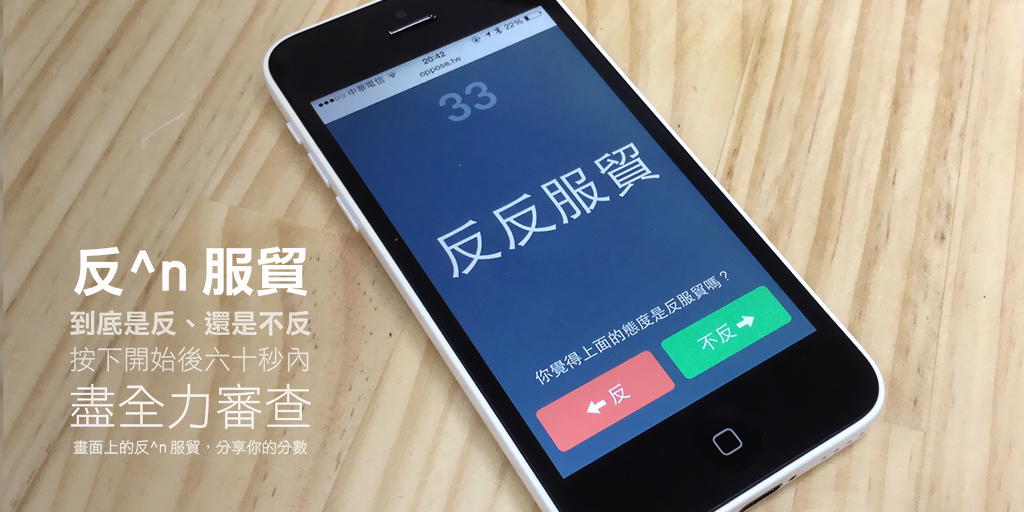 中華電信 20:42 22%
oppose.tw
33
反反服貿
你覺得上面的態度是反服貿嗎？
⬅反
不反➡
反^n 服貿
到底是反、還是不反
按下開始後六十秒內
盡全力審查
畫面上的反^n 服貿，分享你的分數